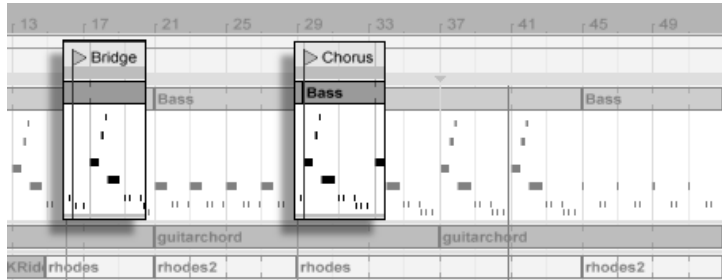 13 17 21 25 29 33 37 41 45 49
Bridge Chorus
Bass Bass Bass
guitarchord guitarchord
KRide rhodes rhodes2 rhodes rhodes2